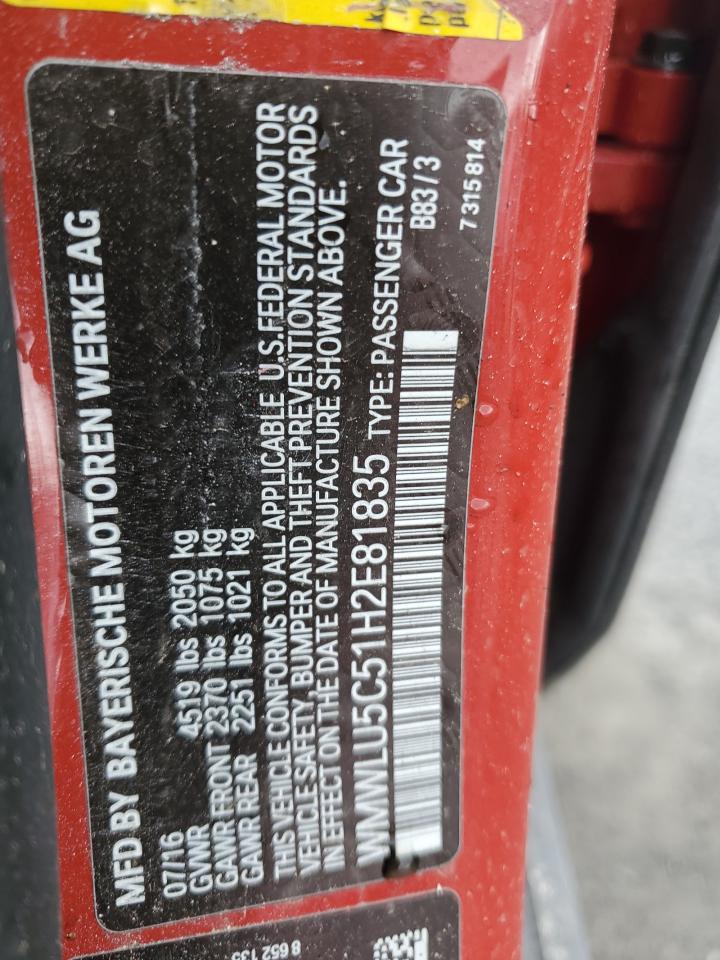 MFD BY BAYERISCHE MOTOREN WERKE AG
07/16
GVWR 4519 lbs 2050 kg
GAWR FRONT 2370 lbs 1075 kg
GAWR REAR 2251 lbs 1021 kg
THIS VEHICLE CONFORMS TO ALL APPLICABLE U.S.FEDERAL MOTOR
VEHICLE SAFETY, BUMPER AND THEFT PREVENTION STANDARDS
IN EFFECT ON THE DATE OF MANUFACTURE SHOWN ABOVE.
WMWLU5C51H2E81835 TYPE: PASSENGER CAR
B83/3
7 315 814
8 652 135